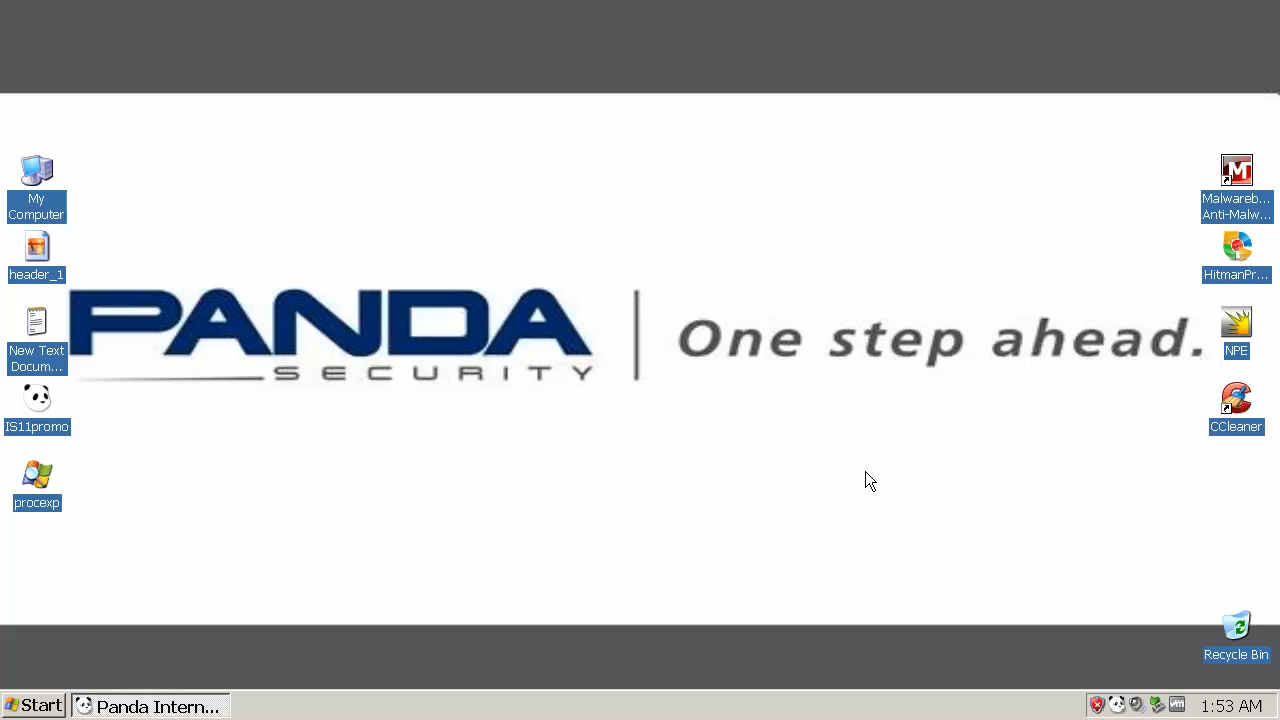 My
Computer
header_1
New Text
Docum...
IS11promo
procexp
PANDA
SECURITY
One step ahead.
Malwareb...
Anti-Malw...
HitmanPr...
NPE
CCleaner
Recycle Bin
Start
Panda Intern...
vm
1:53 AM